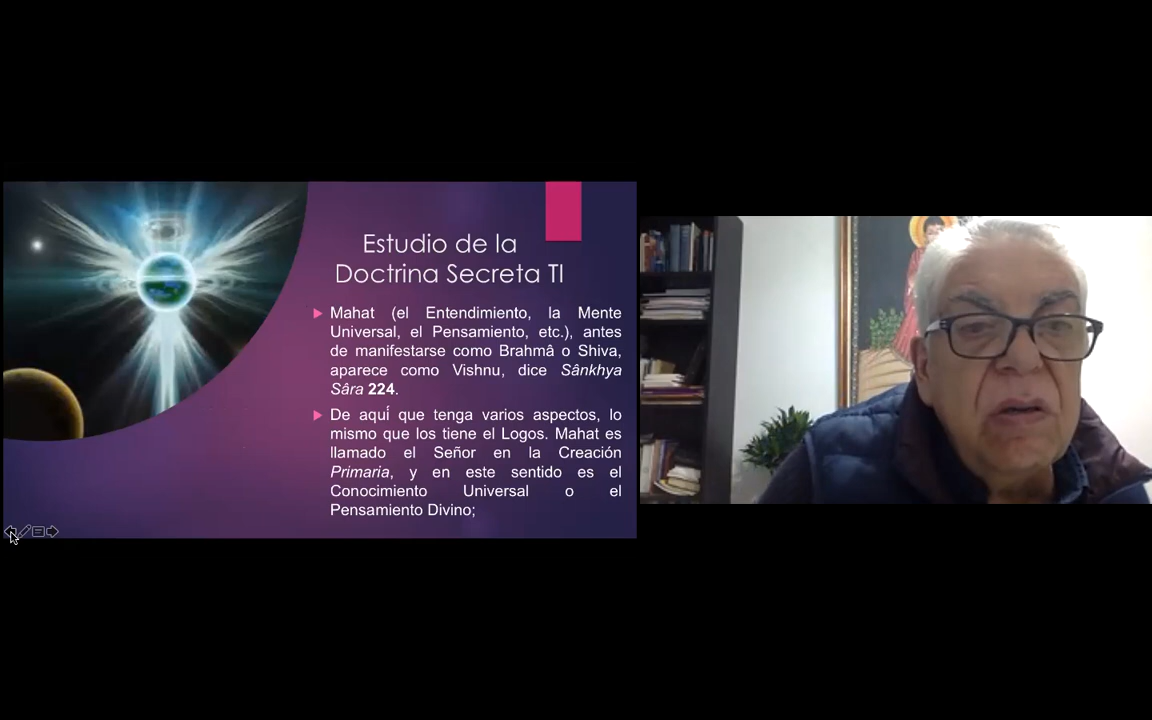 Estudio de la
Doctrina Secreta TI
Mahat (el Entendimiento, la Mente
Universal, el Pensamiento, etc.), antes
de manifestarse como Brahmâ o Shiva,
aparece como Vishnu, dice Sânkhya
Sâra 224.
De aquí que tenga varios aspectos, lo
mismo que los tiene el Logos. Mahat es
llamado el Señor en la Creación
Primaria, y en este sentido es el
Conocimiento Universal o el
Pensamiento Divino;